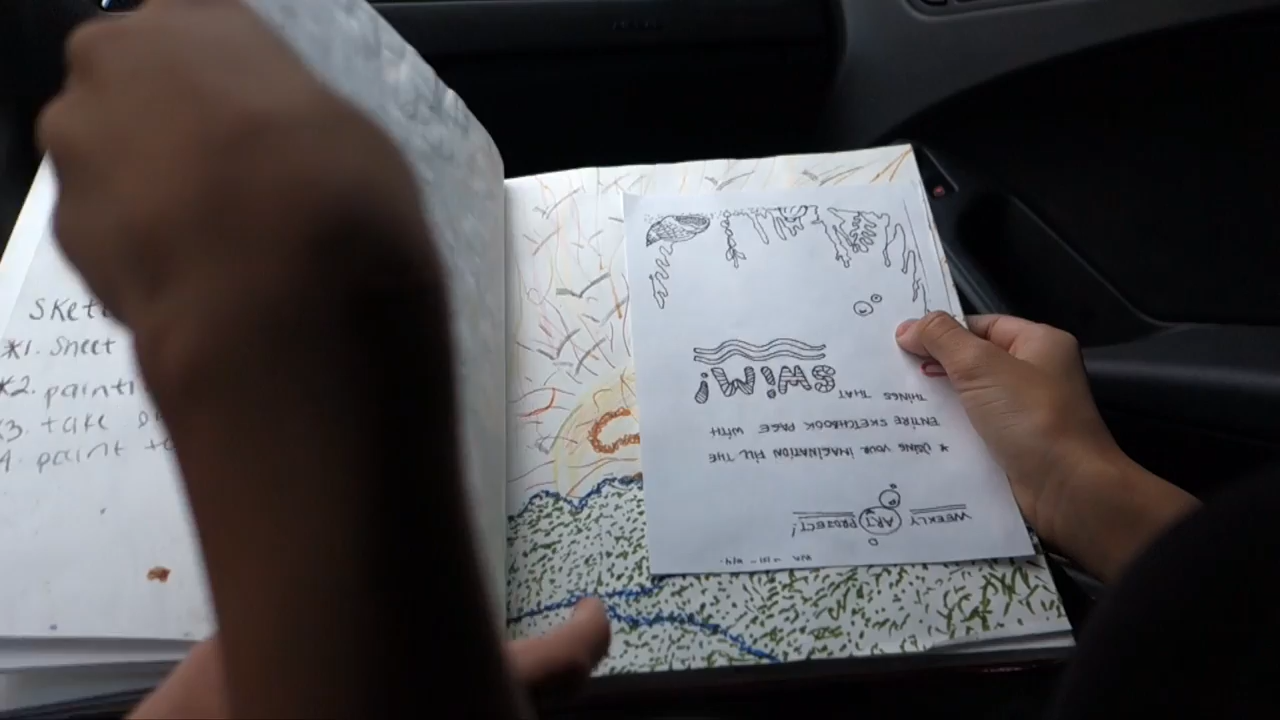 Sket
*1. Sheet
*2. painti
*3. take
4. paint to
WEEKLY ART PROJECT!
* USING YOUR IMAGINATION FILL THE
ENTIRE SKETCHBOOK PAGE WITH
THINGS THAT SWIM!